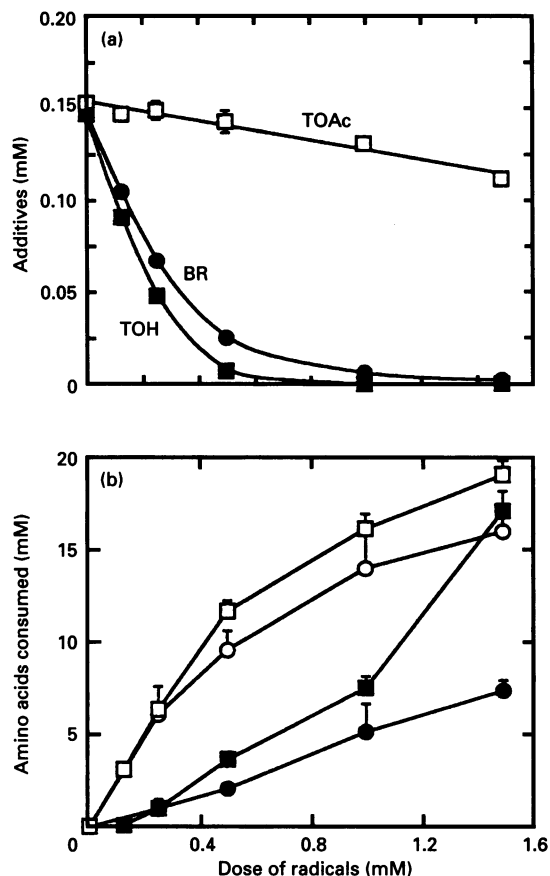 (a)
0.20
0.15
0.10
0.05
0
Additives (mM)
TOAc
BR
TOH
(b)
20
15
10
5
0
Amino acids consumed (mM)
0.4
0.8
1.2
1.6
Dose of radicals (mM)